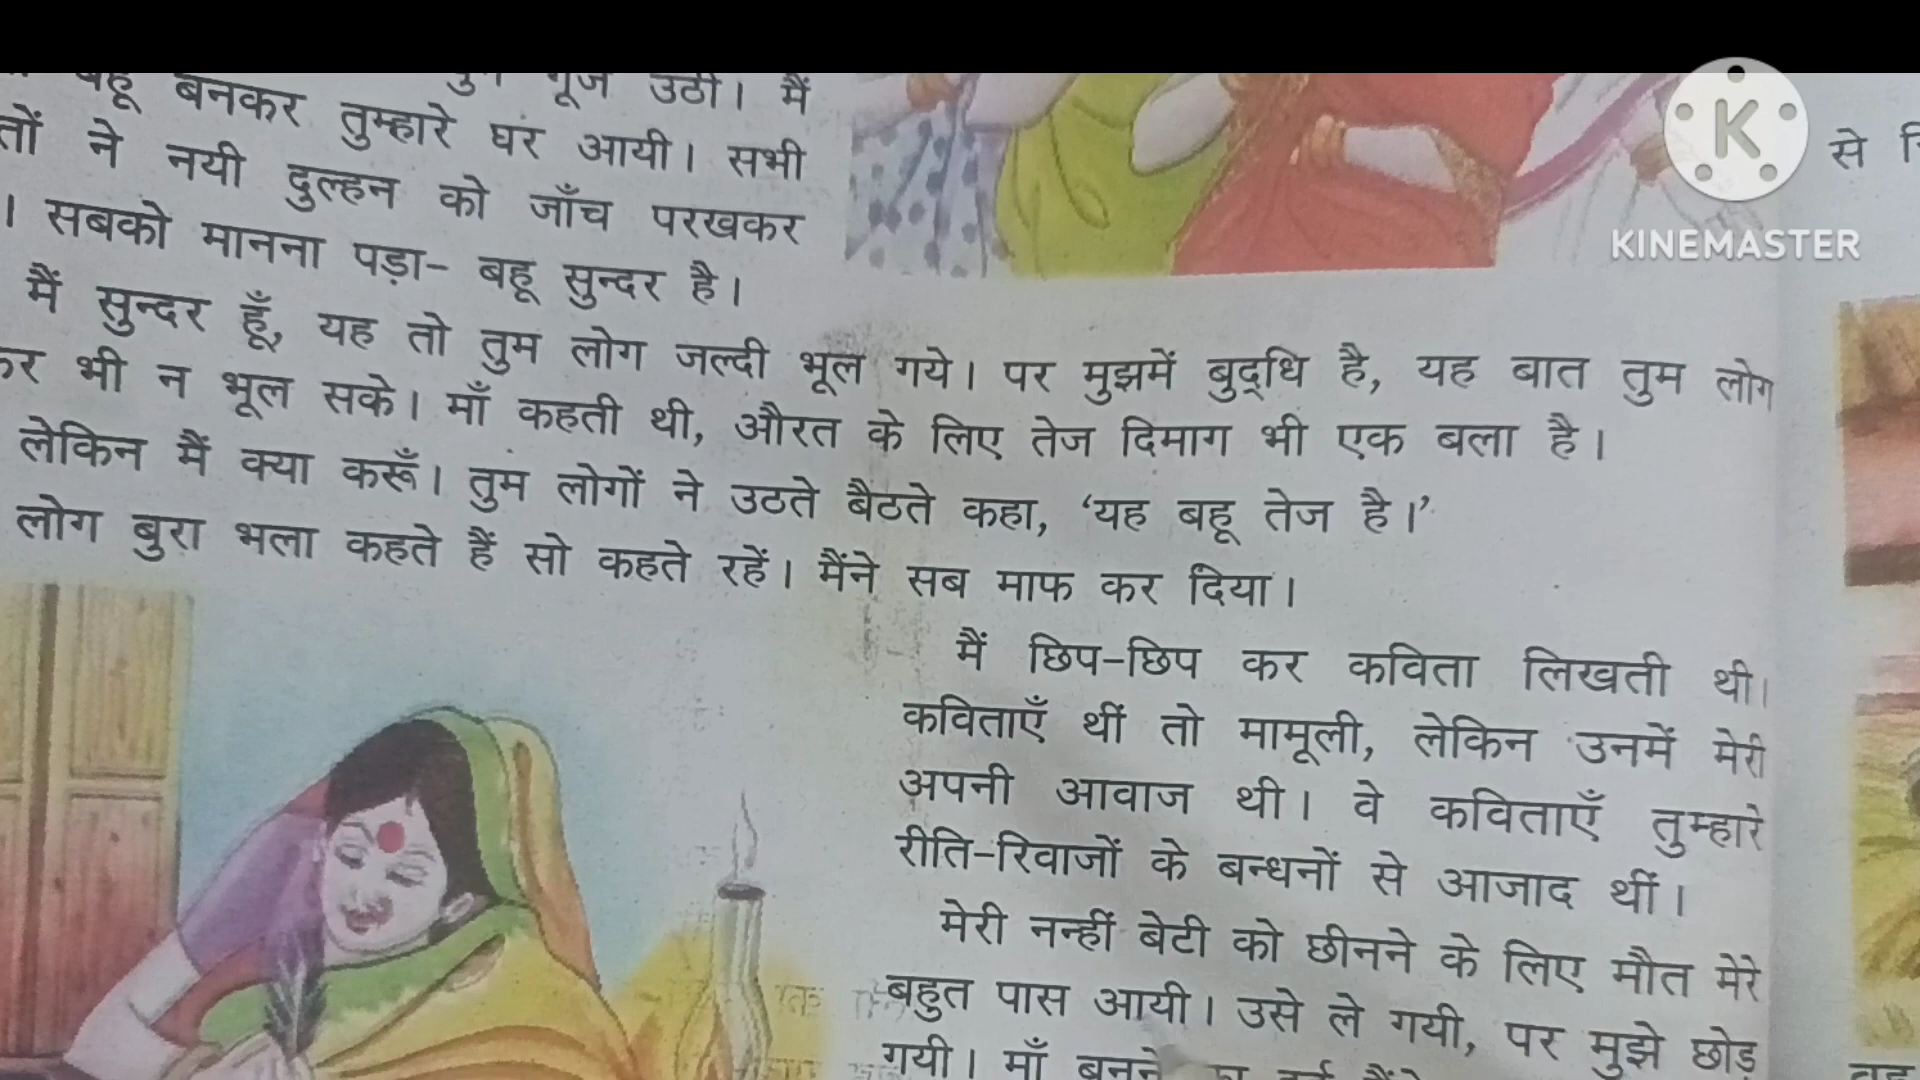 बहू बनकर तुम्हारे घर आयी। सभी
ने नयी दुल्हन को जाँच परखकर
। सबको मानना पड़ा- बहू सुन्दर है।
मैं सुन्दर हूँ, यह तो तुम लोग जल्दी भूल गये। पर मुझमें बुद्धि है, यह बात तुम लोग
भी न भूल सके। माँ कहती थी, औरत के लिए तेज दिमाग भी एक बला है।
लेकिन मैं क्या करूँ। तुम लोगों ने उठते बैठते कहा, ‘यह बहू तेज है।’
लोग बुरा भला कहते हैं सो कहते रहें। मैंने सब माफ कर दिया।
मैं छिप-छिप कर कविता लिखती थी।
कविताएँ थीं तो मामूली, लेकिन उनमें मेरी
अपनी आवाज थी। वे कविताएँ तुम्हारे
रीति-रिवाजों के बन्धनों से आजाद थीं।
मेरी नन्हीं बेटी को छीनने के लिए मौत मेरे
बहुत पास आयी। उसे ले गयी, पर मुझे छोड़
गयी। माँ बनने
से
KINEMASTER